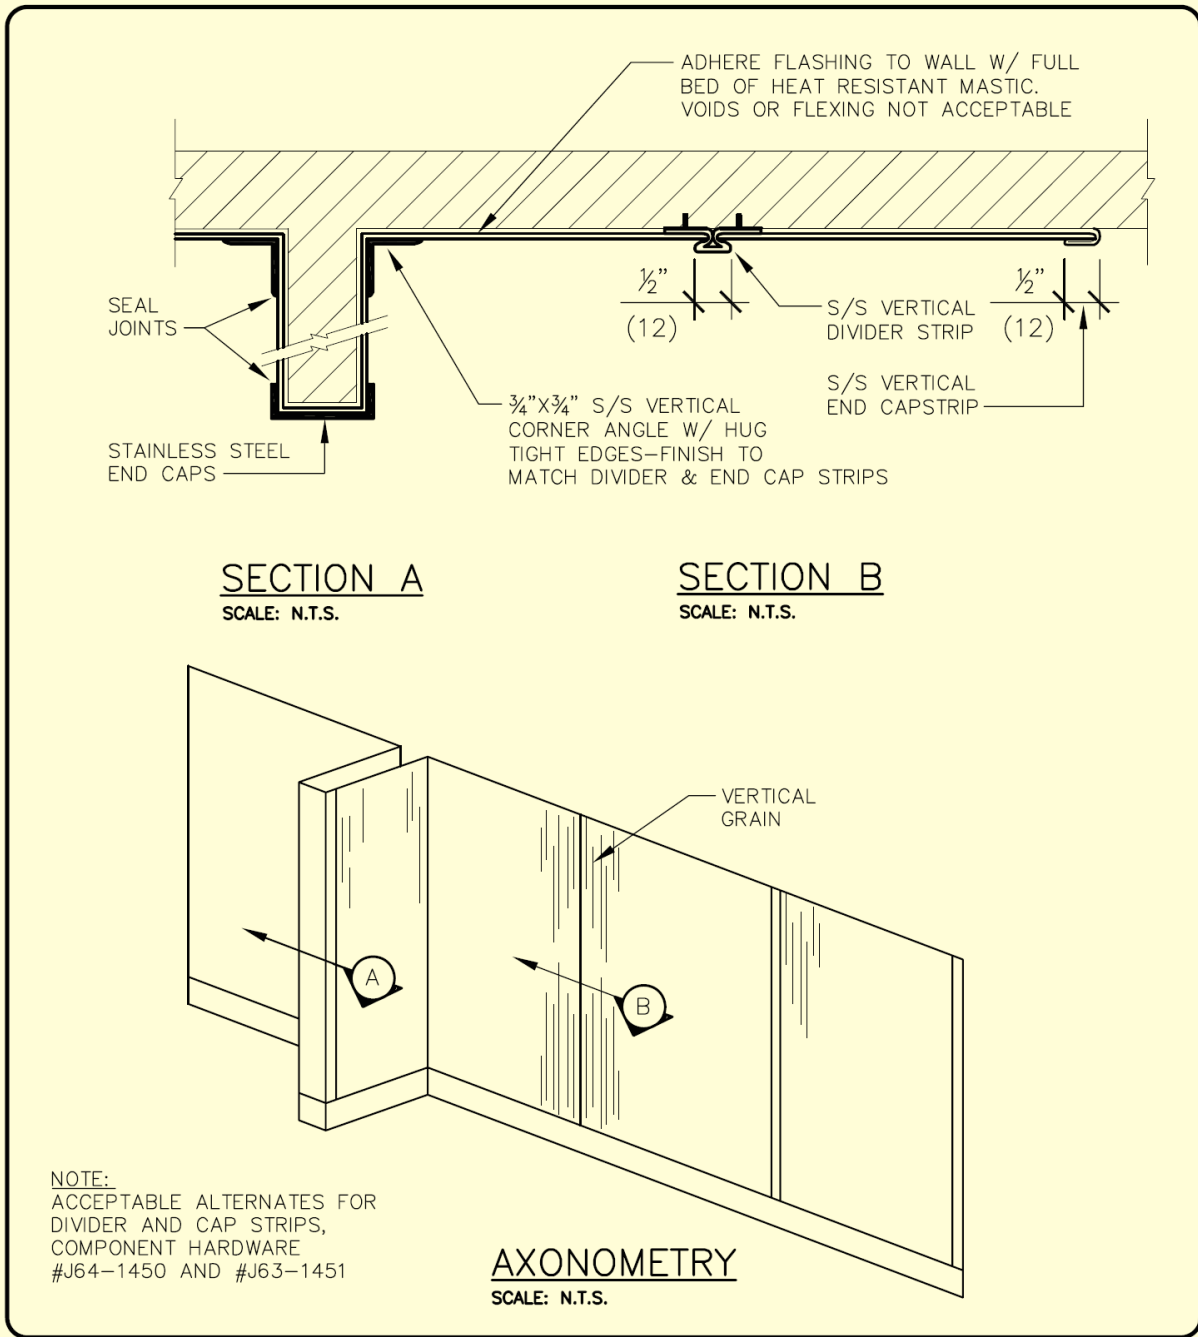 ADHERE FLASHING TO WALL W/ FULL
BED OF HEAT RESISTANT MASTIC.
VOIDS OR FLEXING NOT ACCEPTABLE
½"
(12)
½"
(12)
SEAL
JOINTS
S/S VERTICAL
DIVIDER STRIP
S/S VERTICAL
END CAPSTRIP
¾"X¾" S/S VERTICAL
CORNER ANGLE W/ HUG
TIGHT EDGES–FINISH TO
MATCH DIVIDER & END CAP STRIPS
STAINLESS STEEL
END CAPS
SECTION A
SCALE: N.T.S.
SECTION B
SCALE: N.T.S.
VERTICAL
GRAIN
A
B
NOTE:
ACCEPTABLE ALTERNATES FOR
DIVIDER AND CAP STRIPS,
COMPONENT HARDWARE
#J64–1450 AND #J63–1451
AXONOMETRY
SCALE: N.T.S.